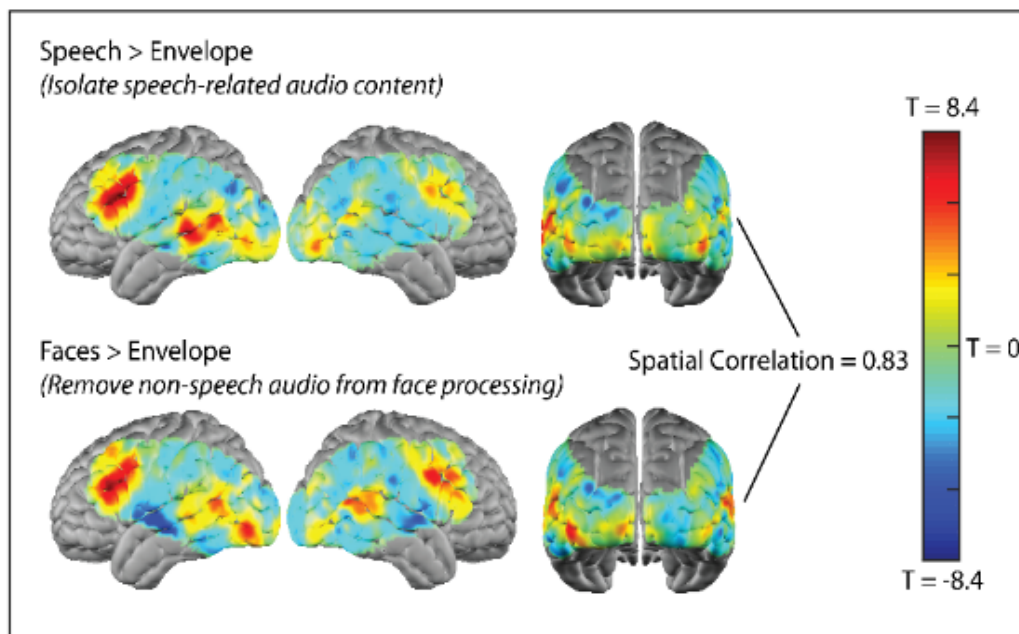 Speech > Envelope
(Isolate speech-related audio content)
T = 8.4
Faces > Envelope
(Remove non-speech audio from face processing)
Spatial Correlation = 0.83
T = 0
T = -8.4